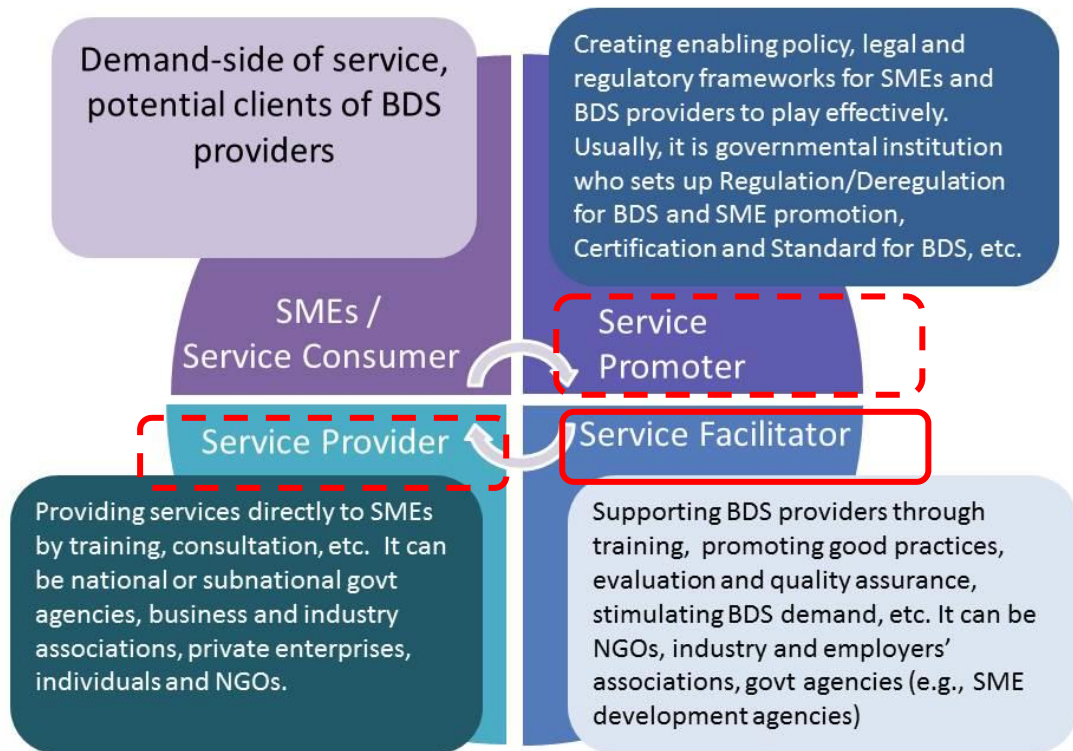 Demand-side of service,
potential clients of BDS
providers
Creating enabling policy, legal and
regulatory frameworks for SMEs and
BDS providers to play effectively.
Usually, it is governmental institution
who sets up Regulation/Deregulation
for BDS and SME promotion,
Certification and Standard for BDS, etc.
SMEs /
Service Consumer
Service
Promoter
Service Provider
Service Facilitator
Providing services directly to SMEs
by training, consultation, etc.  It can
be national or subnational govt
agencies, business and industry
associations, private enterprises,
individuals and NGOs.
Supporting BDS providers through
training,  promoting good practices,
evaluation and quality assurance,
stimulating BDS demand, etc. It can be
NGOs, industry and employers’
associations, govt agencies (e.g., SME
development agencies)